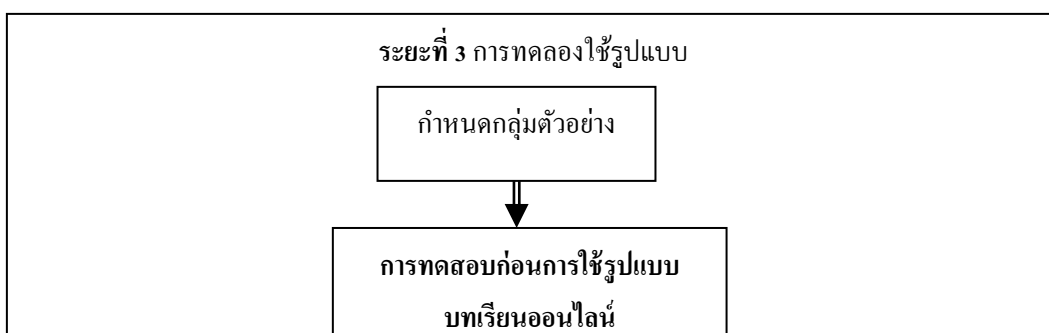 ระยะที่ 3 การทดลองใช้รูปแบบ
กำหนดกลุ่มตัวอย่าง
การทดสอบก่อนการใช้รูปแบบ
บทเรียนออนไลน์